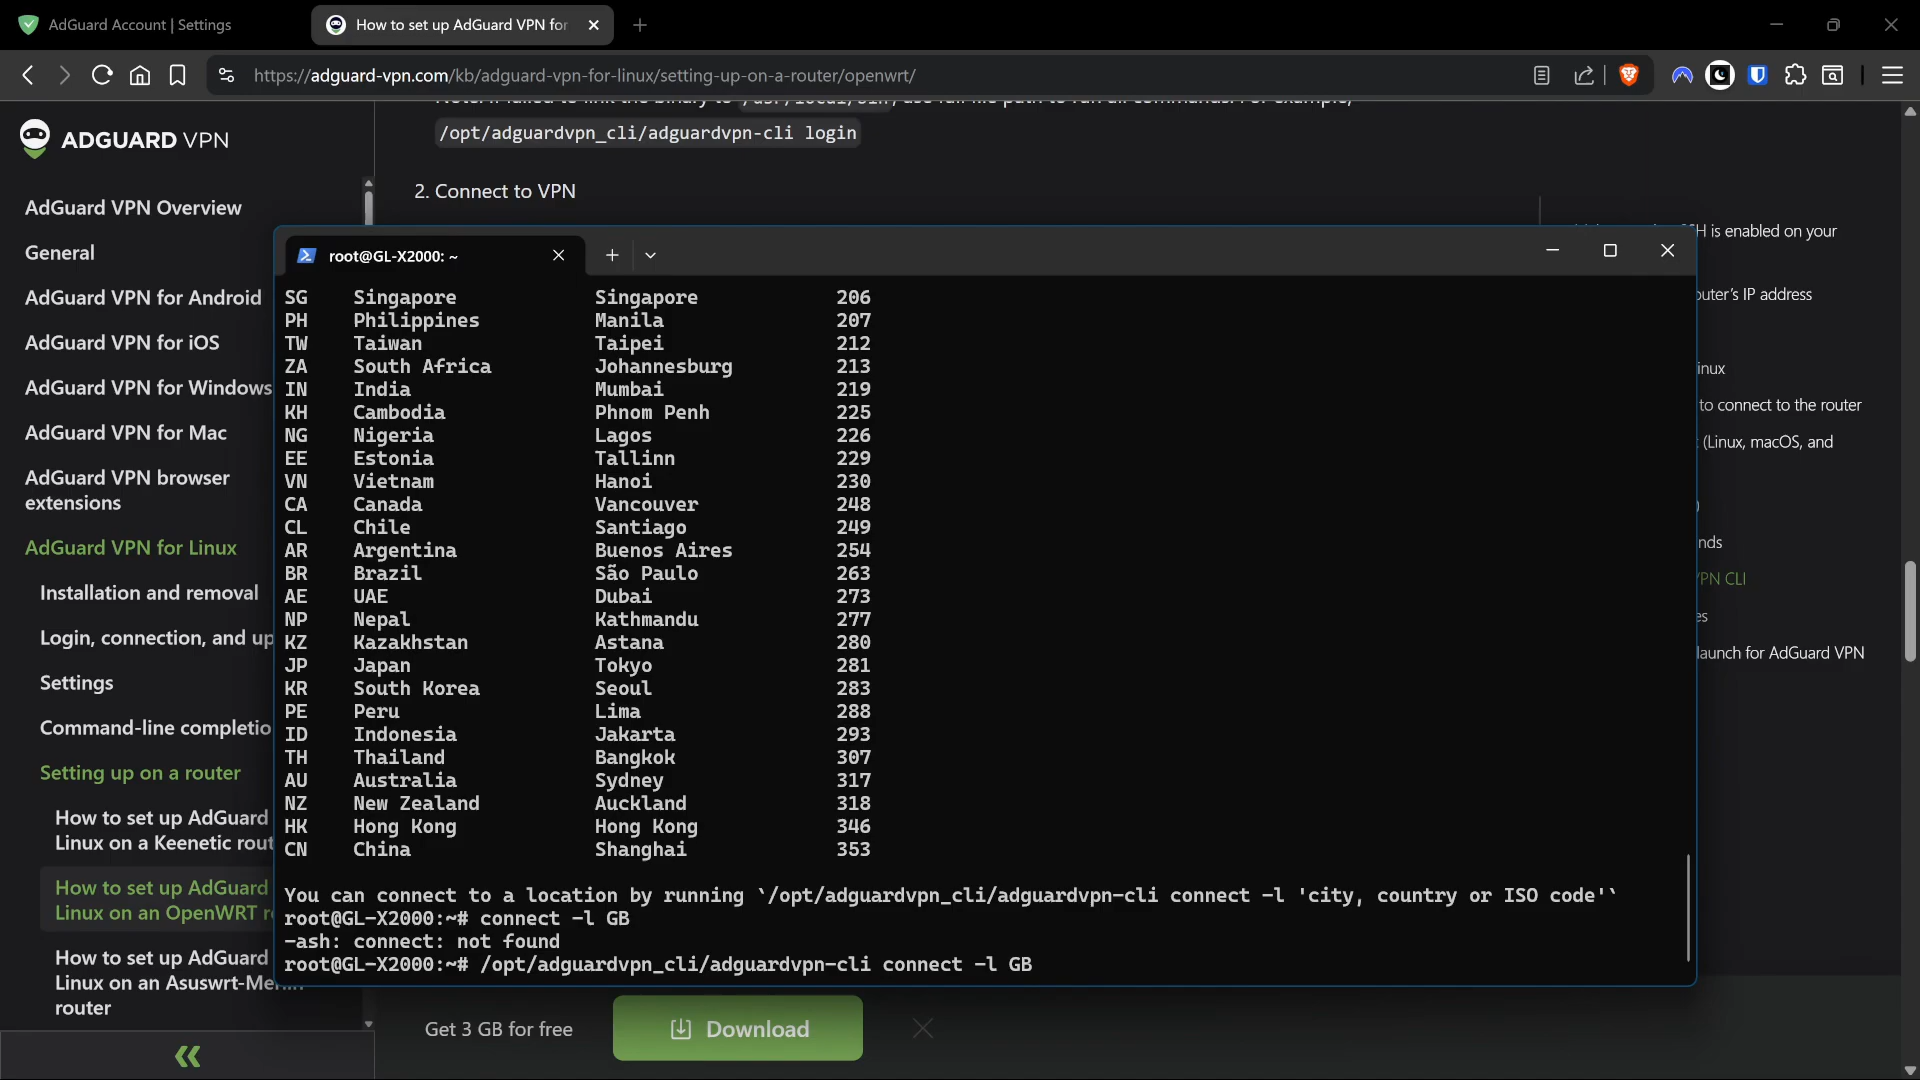 AdGuard Account | Settings
How to set up AdGuard VPN for
https://adguard-vpn.com/kb/adguard-vpn-for-linux/setting-up-on-a-router/openwrt/
ADGUARD VPN
AdGuard VPN Overview
General
AdGuard VPN for Android
AdGuard VPN for iOS
AdGuard VPN for Windows
AdGuard VPN for Mac
AdGuard VPN browser
extensions
AdGuard VPN for Linux
Installation and removal
Login, connection, and up
Settings
Command-line completio
Setting up on a router
How to set up AdGuard
Linux on a Keenetic rout
How to set up AdGuard
Linux on an OpenWRT r
How to set up AdGuard
Linux on an Asuswrt-Merlin
router
/opt/adguardvpn_cli/adguardvpn-cli login
2. Connect to VPN
root@GL-X2000: ~
SG Singapore Singapore 206
PH Philippines Manila 207
TW Taiwan Taipei 212
ZA South Africa Johannesburg 213
IN India Mumbai 219
KH Cambodia Phnom Penh 225
NG Nigeria Lagos 226
EE Estonia Tallinn 229
VN Vietnam Hanoi 230
CA Canada Vancouver 248
CL Chile Santiago 249
AR Argentina Buenos Aires 254
BR Brazil São Paulo 263
AE UAE Dubai 273
NP Nepal Kathmandu 277
KZ Kazakhstan Astana 280
JP Japan Tokyo 281
KR South Korea Seoul 283
PE Peru Lima 288
ID Indonesia Jakarta 293
TH Thailand Bangkok 307
AU Australia Sydney 317
NZ New Zealand Auckland 318
HK Hong Kong Hong Kong 346
CN China Shanghai 353
You can connect to a location by running `/opt/adguardvpn_cli/adguardvpn-cli connect -l 'city, country or ISO code'`
root@GL-X2000:~# connect -l GB
-ash: connect: not found
root@GL-X2000:~# /opt/adguardvpn_cli/adguardvpn-cli connect -l GB
H is enabled on your
outer's IP address
inux
to connect to the router
(Linux, macOS, and
)
nds
VPN CLI
es
launch for AdGuard VPN
Get 3 GB for free
Download